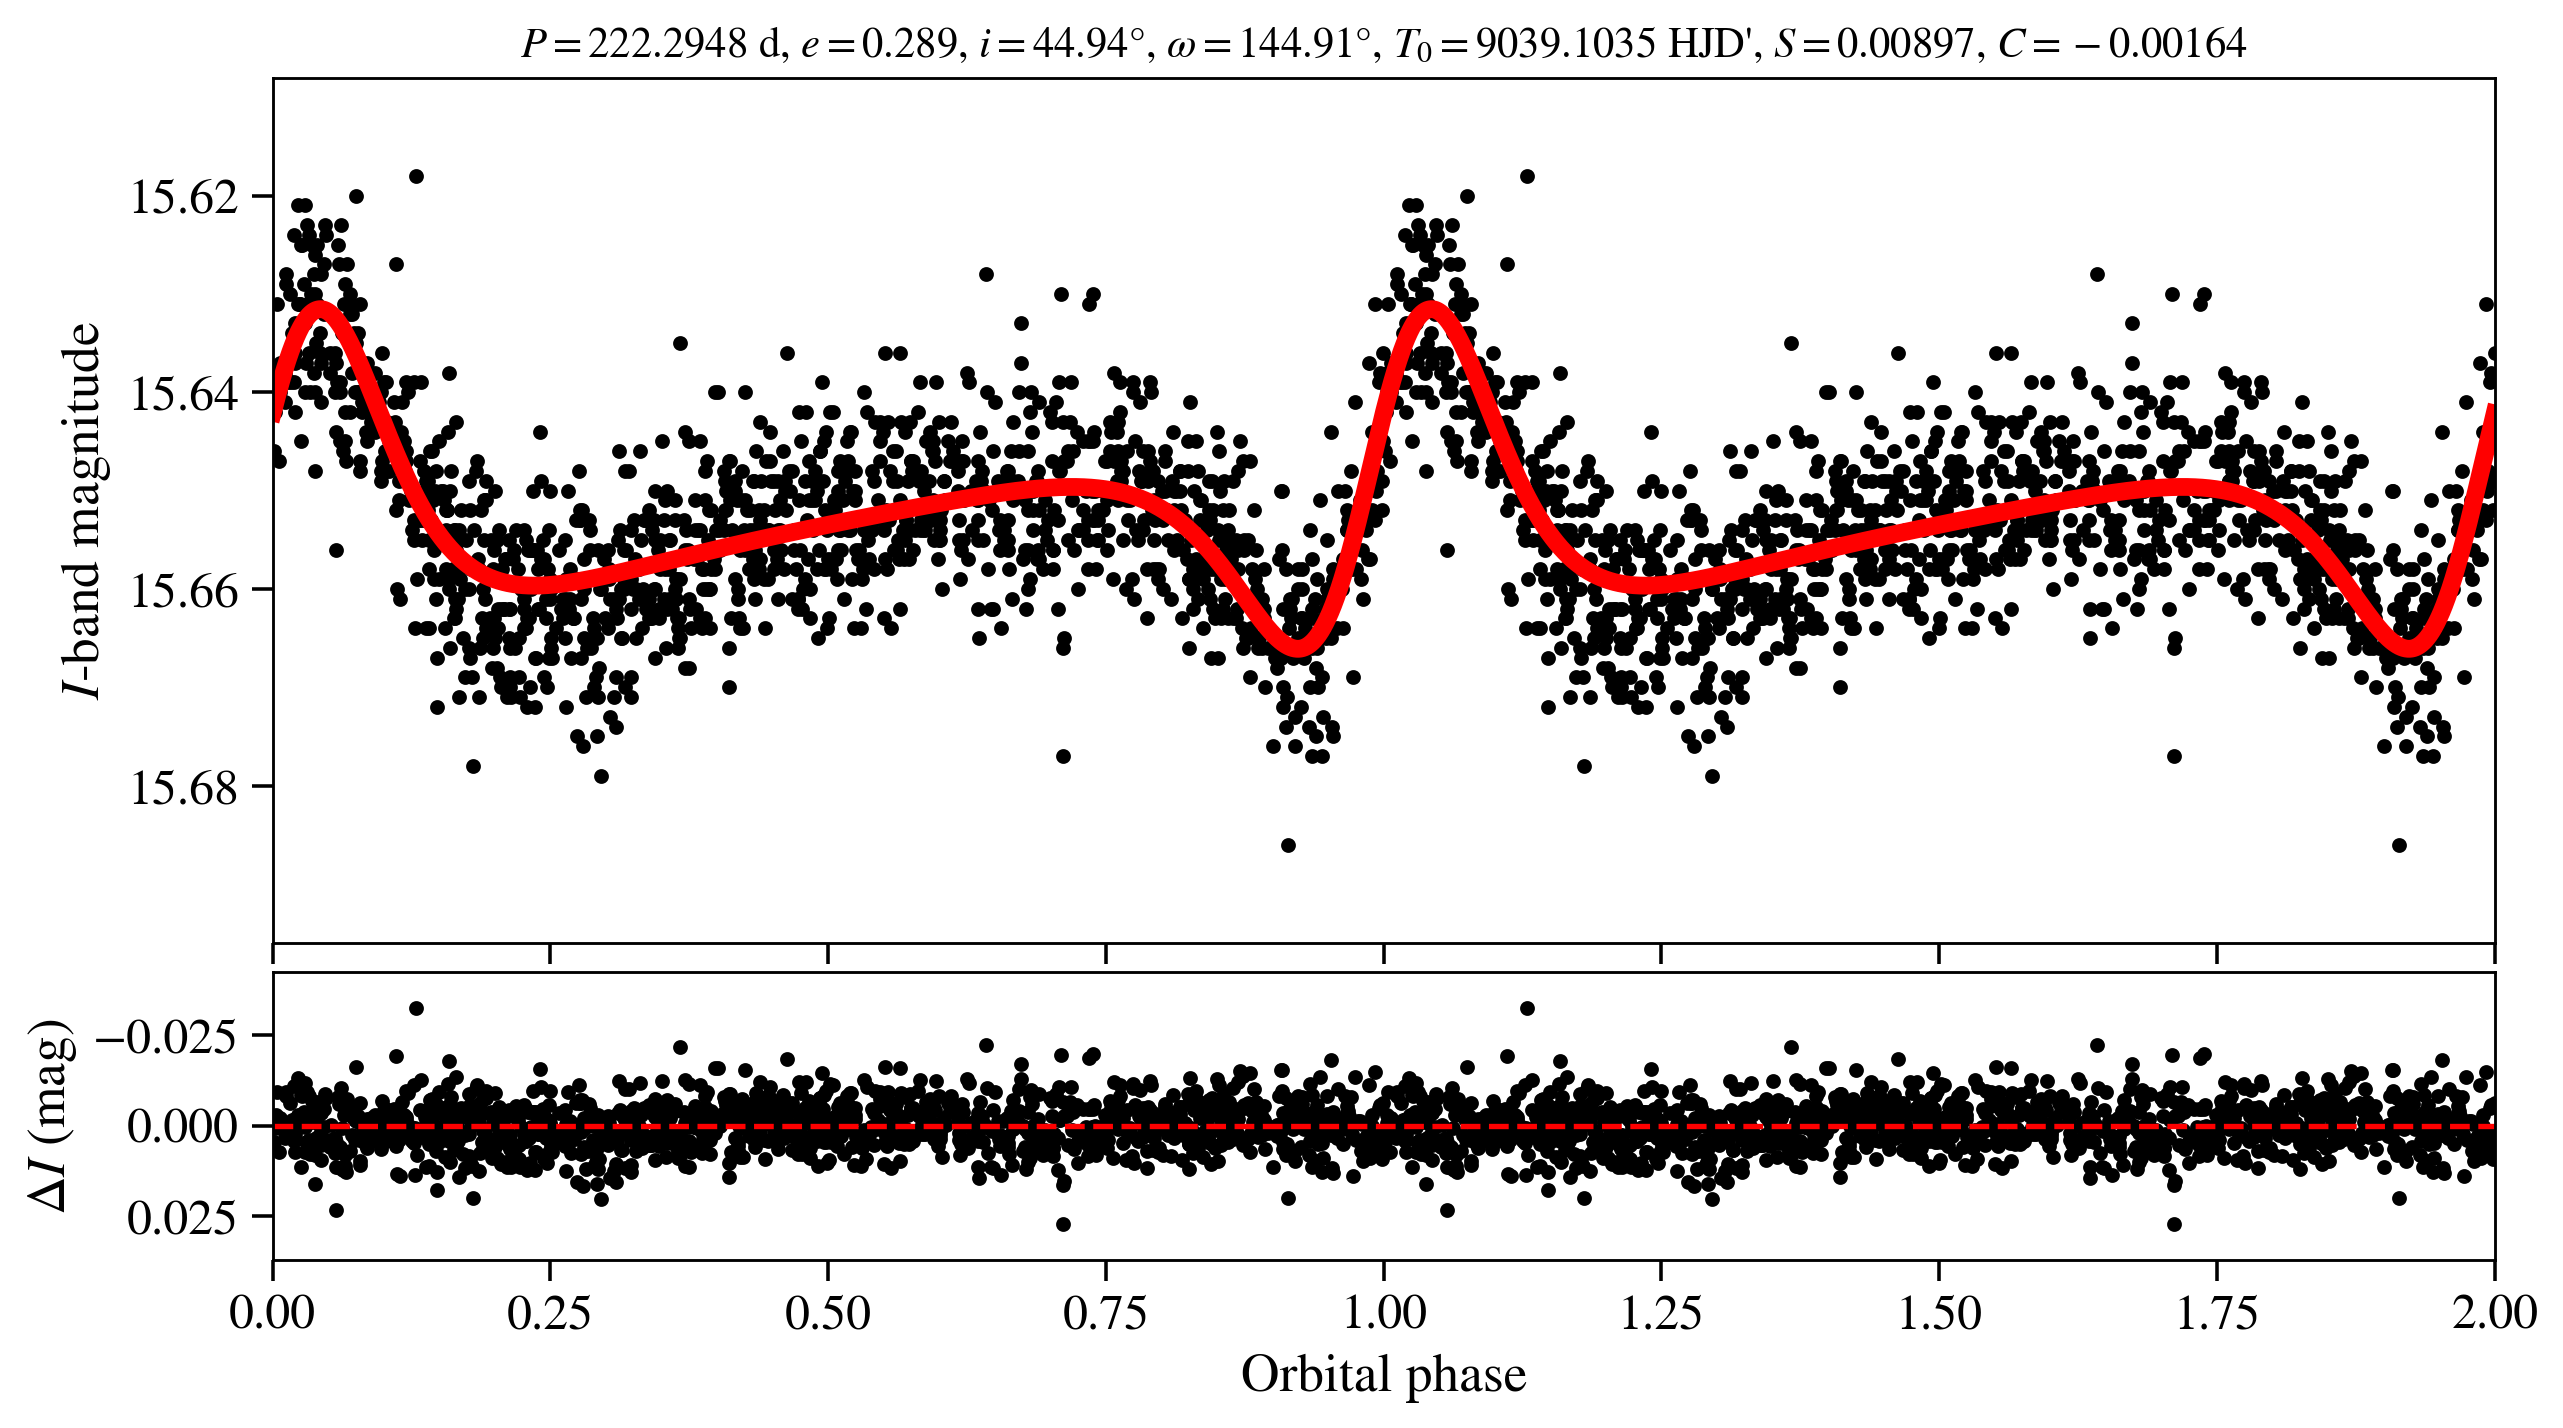 P = 222.2948 d, e = 0.289, i = 44.94°, ω = 144.91°, T₀ = 9039.1035 HJD', S = 0.00897, C = −0.00164
I-band magnitude
15.62
15.64
15.66
15.68
ΔI (mag)
−0.025
0.000
0.025
0.00 0.25 0.50 0.75 1.00 1.25 1.50 1.75 2.00
Orbital phase